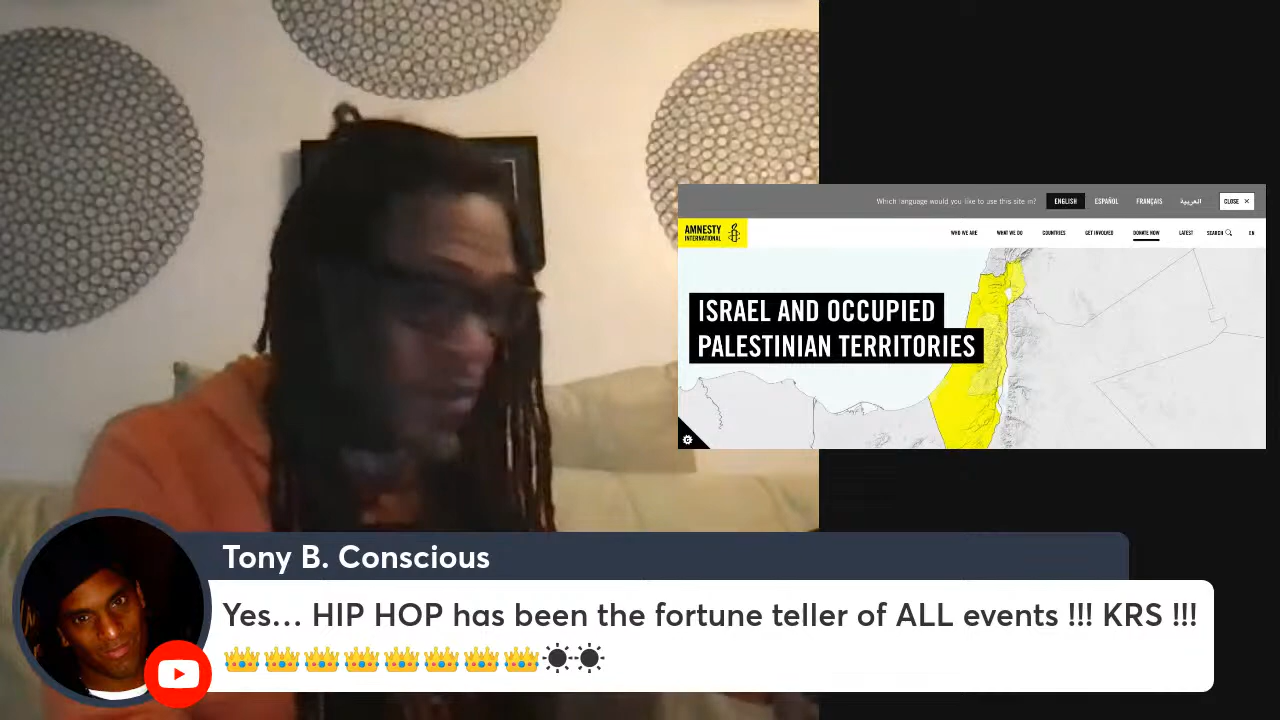 Which language would you like to use this site in?
ENGLISH
ESPAÑOL
FRANÇAIS
العربية
CLOSE ×
AMNESTY
INTERNATIONAL
WHO WE ARE
WHAT WE DO
COUNTRIES
GET INVOLVED
DONATE NOW
LATEST
SEARCH
EN
ISRAEL AND OCCUPIED
PALESTINIAN TERRITORIES
Tony B. Conscious
Yes... HIP HOP has been the fortune teller of ALL events !!! KRS !!!
👑👑👑👑👑👑👑👑☀☀